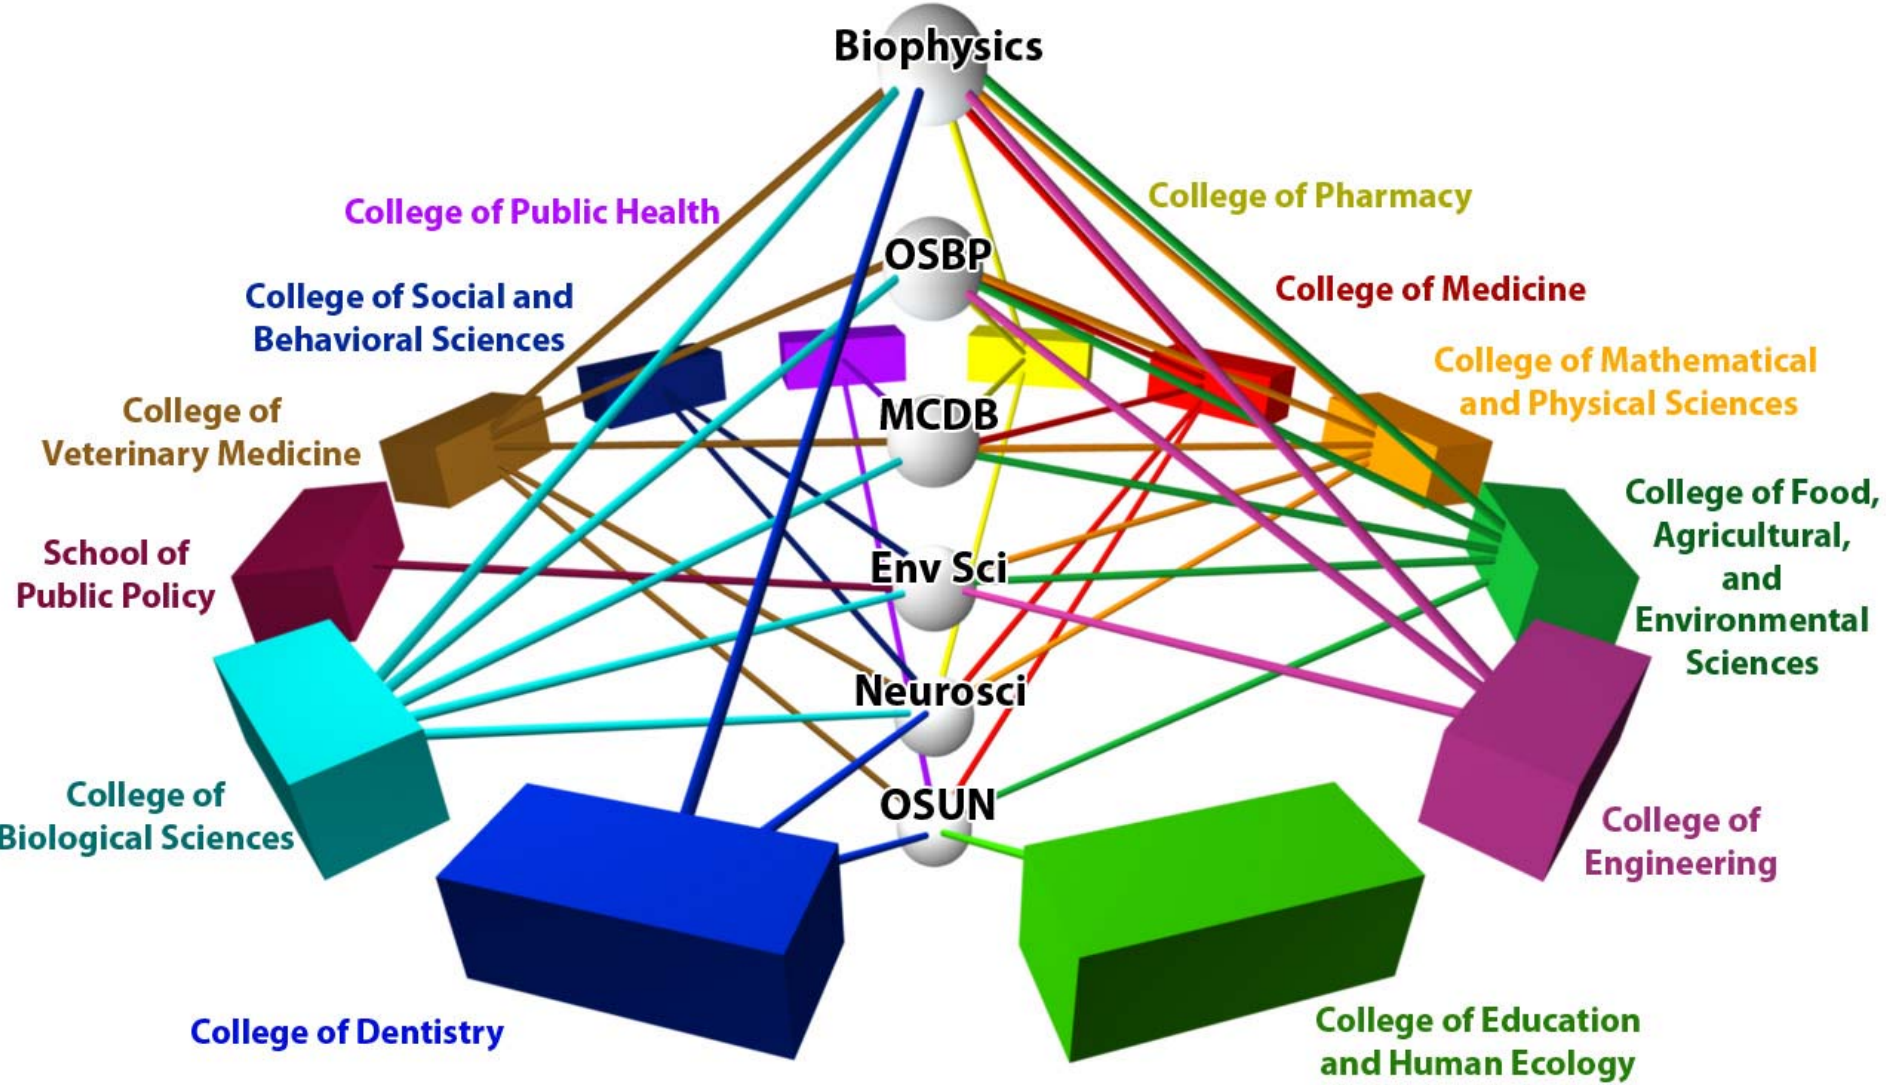 Biophysics
College of Public Health
College of Pharmacy
OSBP
College of Social and
Behavioral Sciences
College of Medicine
College of Mathematical
and Physical Sciences
College of
Veterinary Medicine
MCDB
College of Food,
Agricultural,
and
Environmental
Sciences
School of
Public Policy
Env Sci
Neurosci
OSUN
College of
Biological Sciences
College of
Engineering
College of Dentistry
College of Education
and Human Ecology